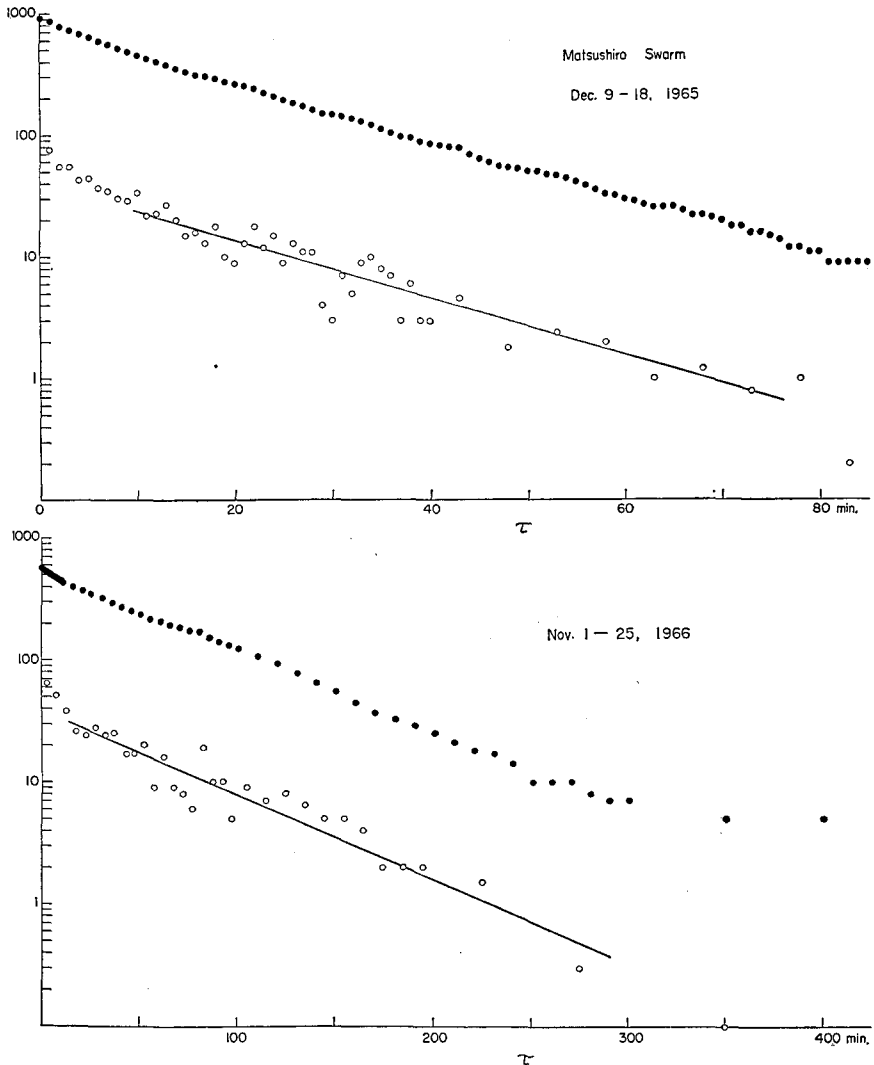 1000
Matsushiro Swarm
Dec. 9 - 18, 1965
100
10
1
0 20 40 60 80 min.
τ
1000
Nov. 1 — 25, 1966
100
10
1
100 200 300 400 min.
τ